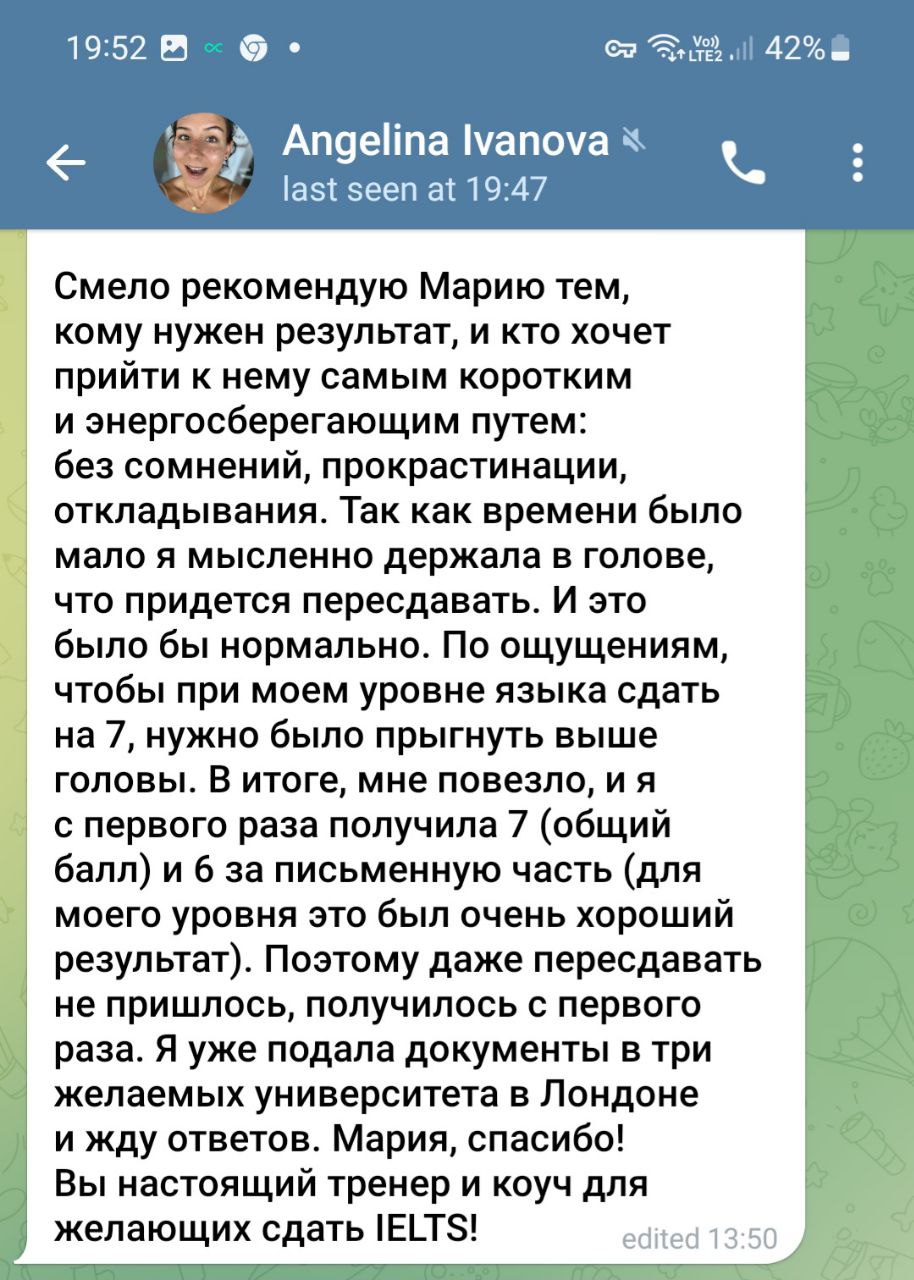 19:52
Vo)) LTE2 42%
Angelina Ivanova
last seen at 19:47
Смело рекомендую Марию тем,
кому нужен результат, и кто хочет
прийти к нему самым коротким
и энергосберегающим путем:
без сомнений, прокрастинации,
откладывания. Так как времени было
мало я мысленно держала в голове,
что придется пересдавать. И это
было бы нормально. По ощущениям,
чтобы при моем уровне языка сдать
на 7, нужно было прыгнуть выше
головы. В итоге, мне повезло, и я
с первого раза получила 7 (общий
балл) и 6 за письменную часть (для
моего уровня это был очень хороший
результат). Поэтому даже пересдавать
не пришлось, получилось с первого
раза. Я уже подала документы в три
желаемых университета в Лондоне
и жду ответов. Мария, спасибо!
Вы настоящий тренер и коуч для
желающих сдать IELTS!
edited 13:50